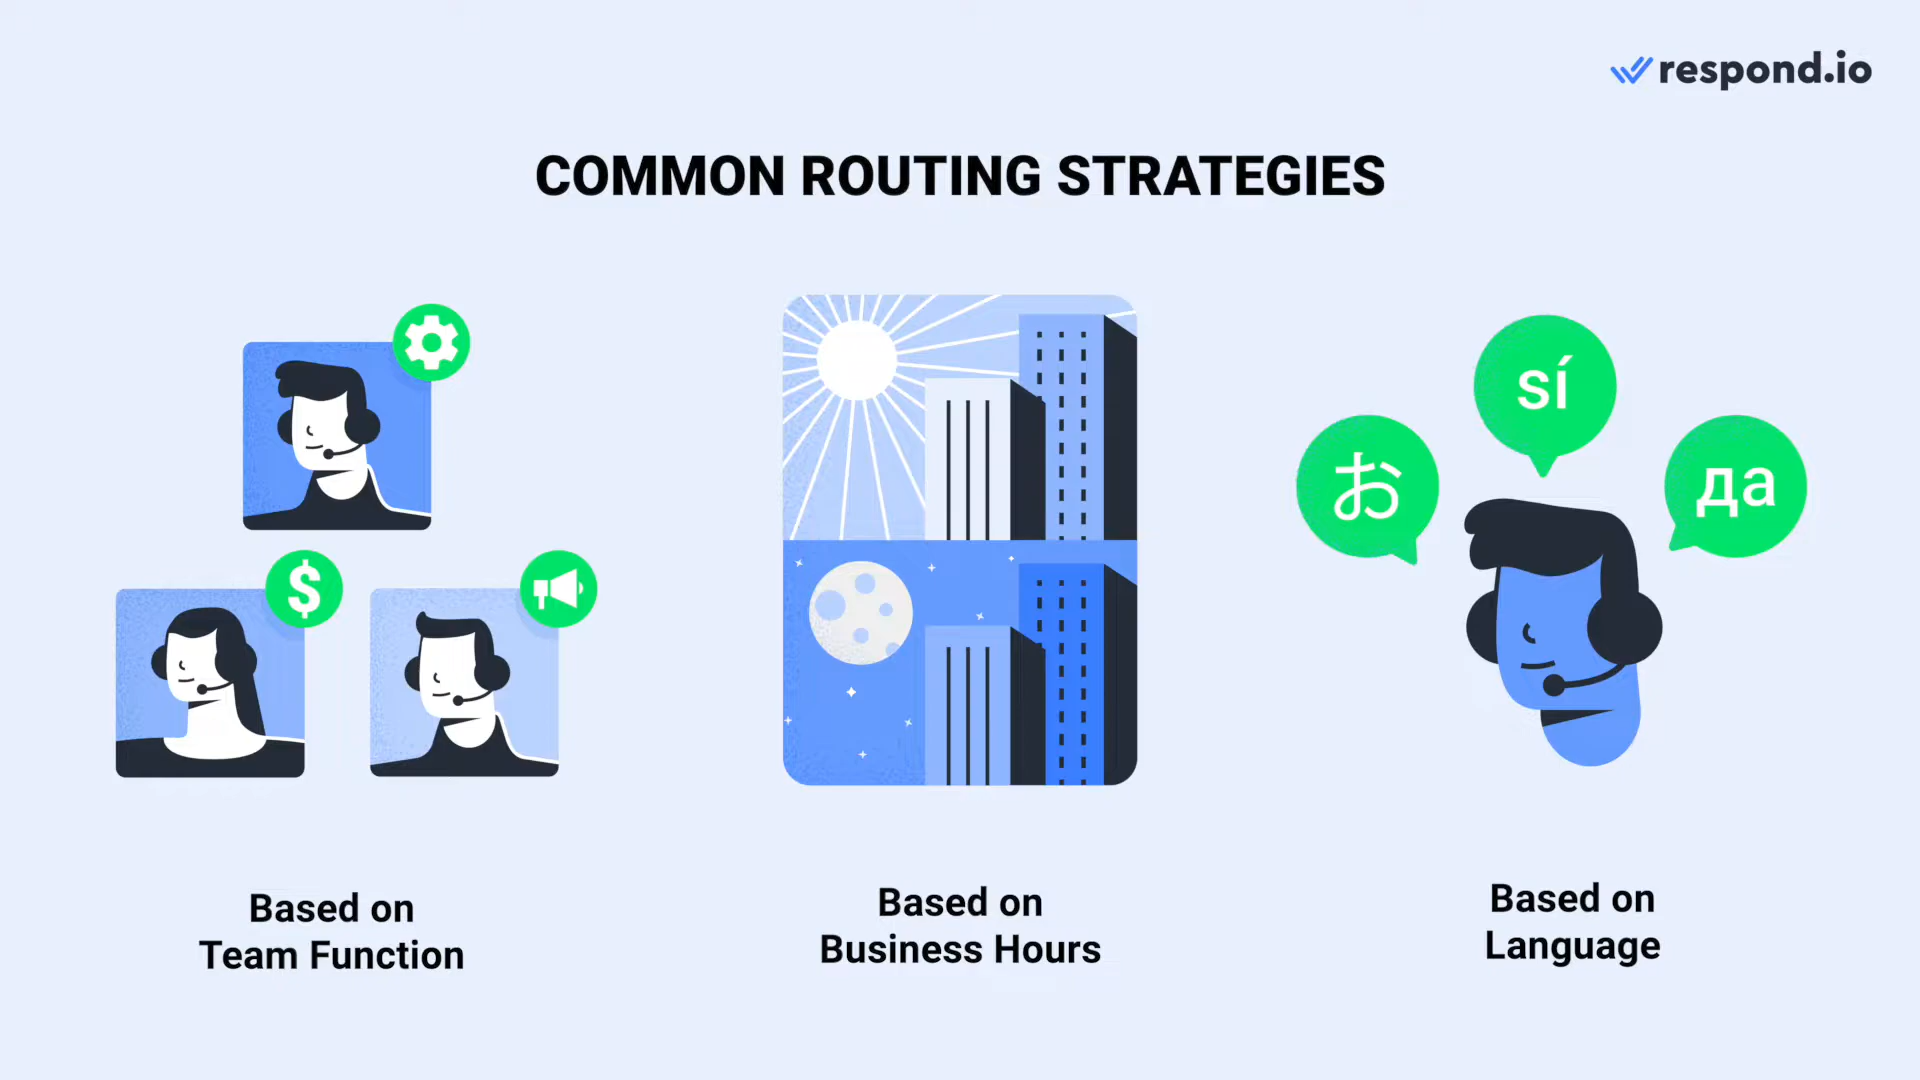 respond.io
COMMON ROUTING STRATEGIES
$
お
sí
да
Based on
Team Function
Based on
Business Hours
Based on
Language